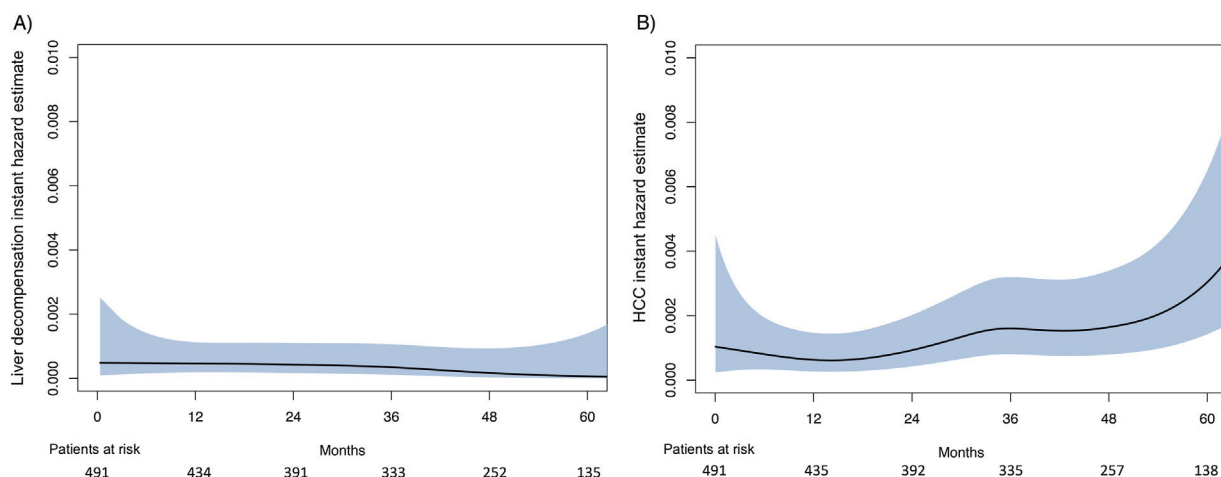 A)
Liver decompensation instant hazard estimate
0.010
0.008
0.006
0.004
0.002
0.000
0 12 24 36 48 60
Patients at risk Months
491 434 391 333 252 135
B)
HCC instant hazard estimate
0.010
0.008
0.006
0.004
0.002
0.000
0 12 24 36 48 60
Patients at risk Months
491 435 392 335 257 138